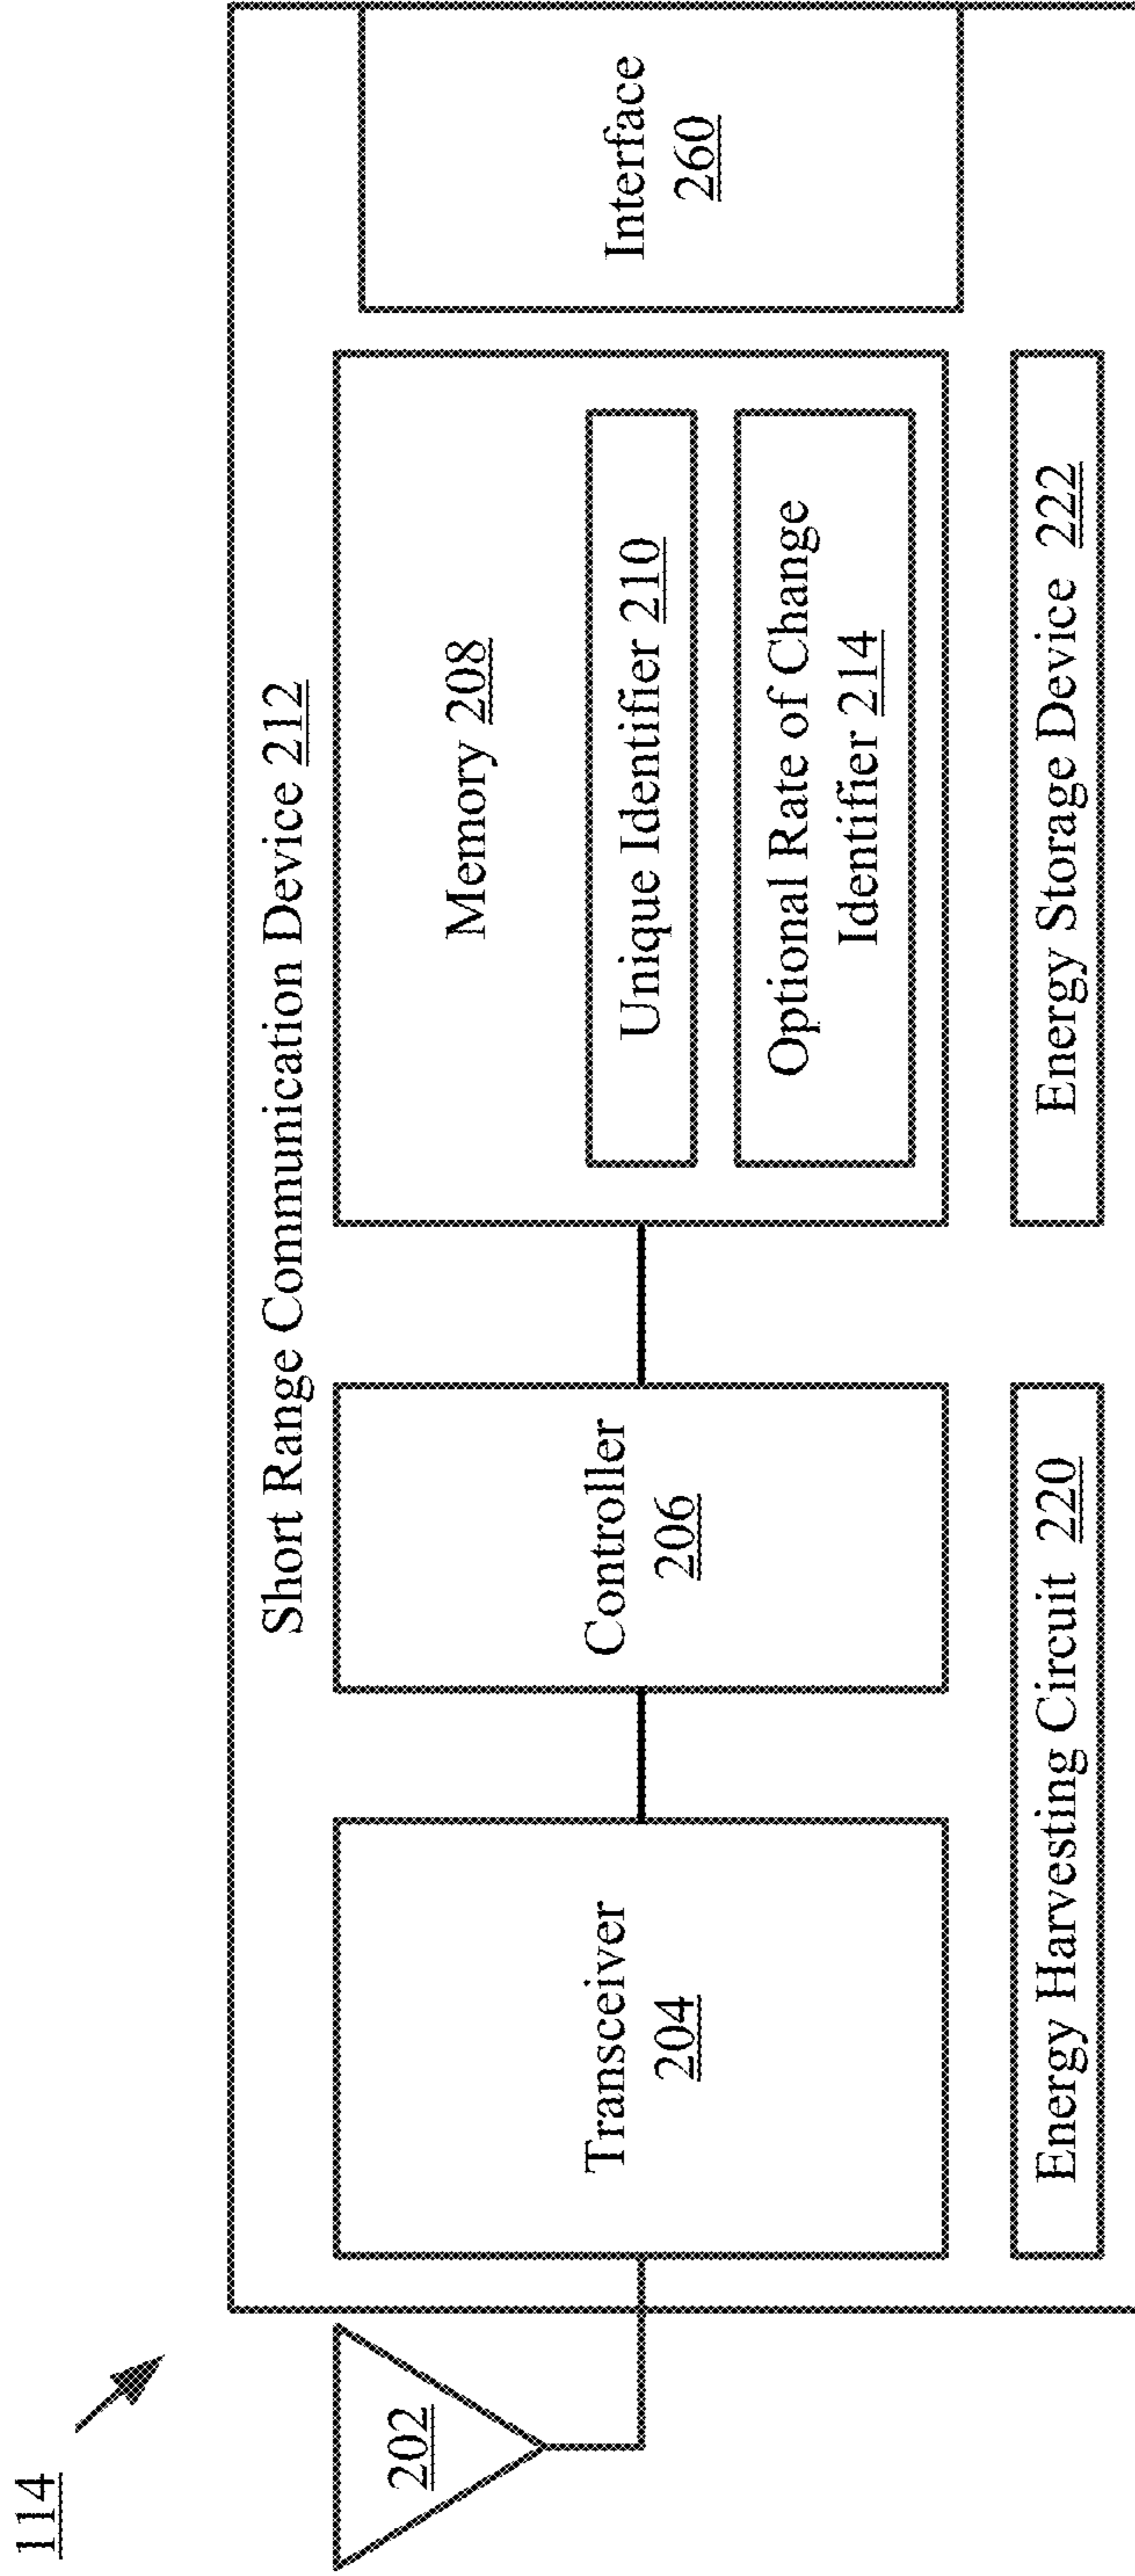 114
202
Short Range Communication Device 212
Transceiver
204
Controller
206
Memory 208
Unique Identifier 210
Optional Rate of Change
Identifier 214
Interface
260
Energy Harvesting Circuit 220
Energy Storage Device 222